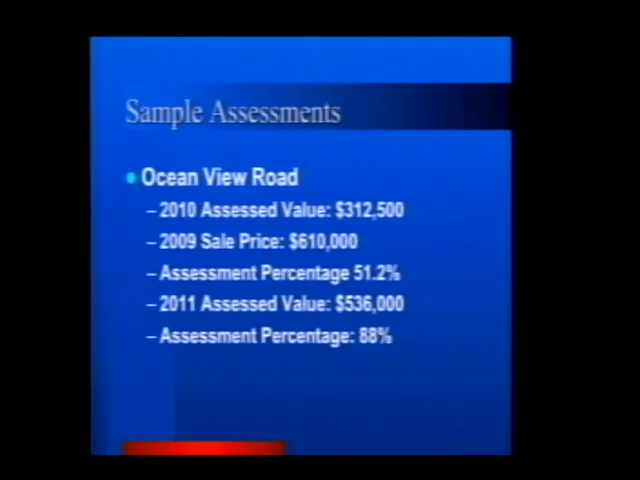 Sample Assessments
Ocean View Road
– 2010 Assessed Value: $312,500
– 2009 Sale Price: $610,000
– Assessment Percentage 51.2%
– 2011 Assessed Value: $536,000
– Assessment Percentage: 88%